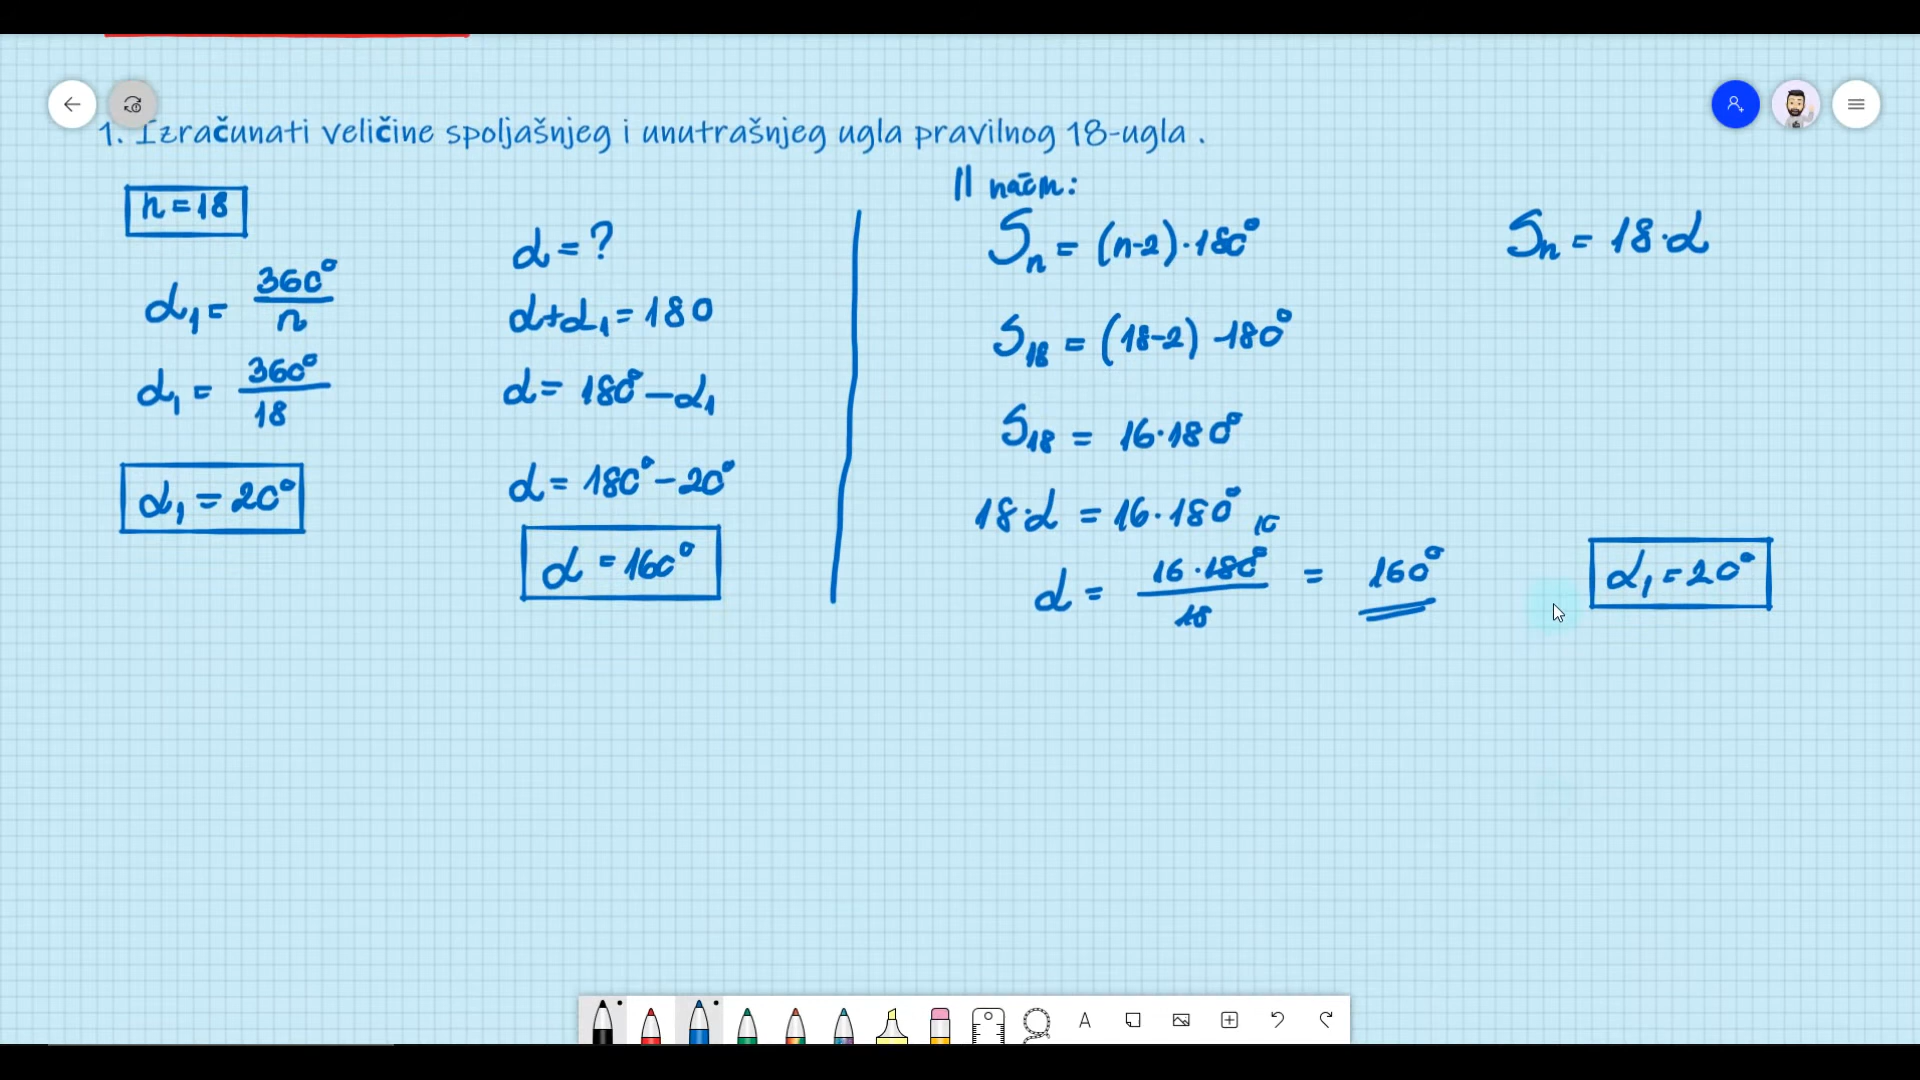 1. Izračunati veličine spoljašnjeg i unutrašnjeg ugla pravilnog 18-ugla .
n = 18
α₁ = 360°/n
α₁ = 360°/18
α₁ = 20°
α = ?
α+α₁ = 180
α = 180° - α₁
α = 180° - 20°
α = 160°
II način:
Sₙ = (n-2)·180°
S₁₈ = (18-2)·180°
S₁₈ = 16·180°
18·α = 16·180°
10
α = 16·180°/18 = 160°
Sₙ = 18·α
α₁ = 20°
A